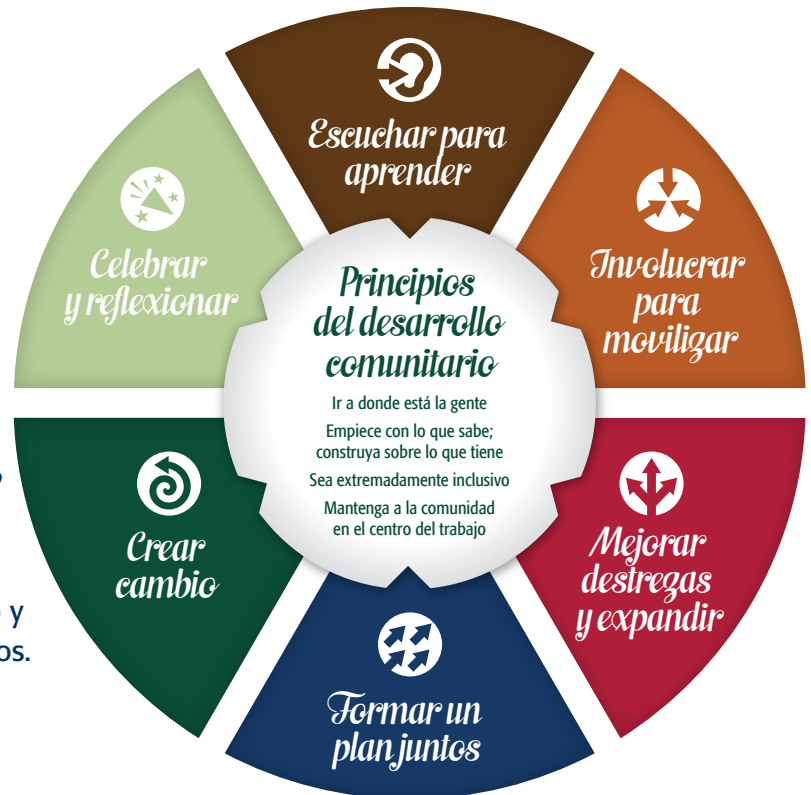 Escuchar para
aprender
Involucrar
para
movilizar
Mejorar
destrezas
y expandir
Formar un
plan juntos
Crear
cambio
Celebrar
y reflexionar
Principios
del desarrollo
comunitario
Ir a donde está la gente
Empiece con lo que sabe;
construya sobre lo que tiene
Sea extremadamente inclusivo
Mantenga a la comunidad
en el centro del trabajo
y
os.